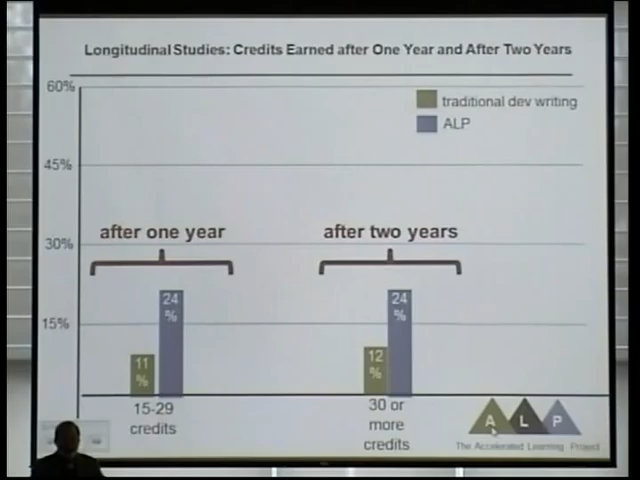 Longitudinal Studies: Credits Earned after One Year and After Two Years
60%
traditional dev writing
ALP
45%
after one year
after two years
30%
24
%
24
%
15%
11
%
12
%
15-29
credits
30 or
more
credits
A L P
The Accelerated Learning Project